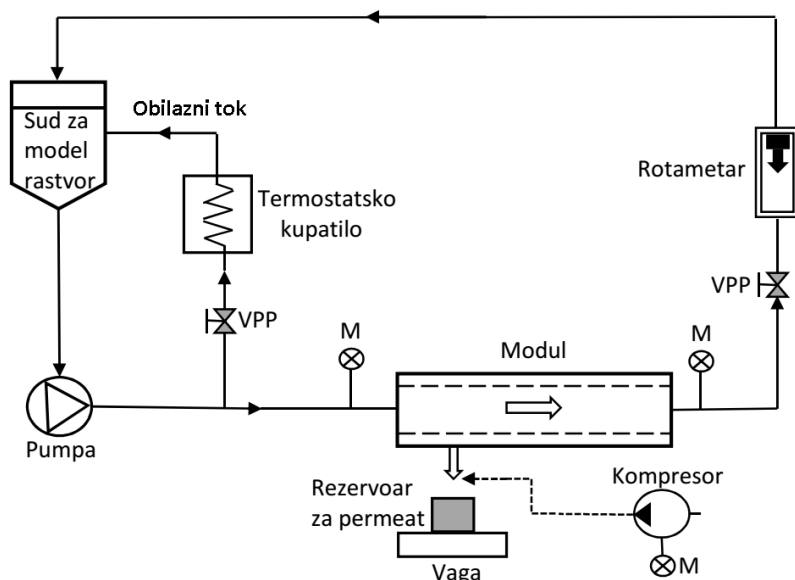 Obilazni tok
Sud za
model
rastvor
Termostatsko
kupatilo
Rotametar
VPP
VPP
M
Modul
M
Pumpa
Rezervoar
za permeat
Kompresor
M
Vaga